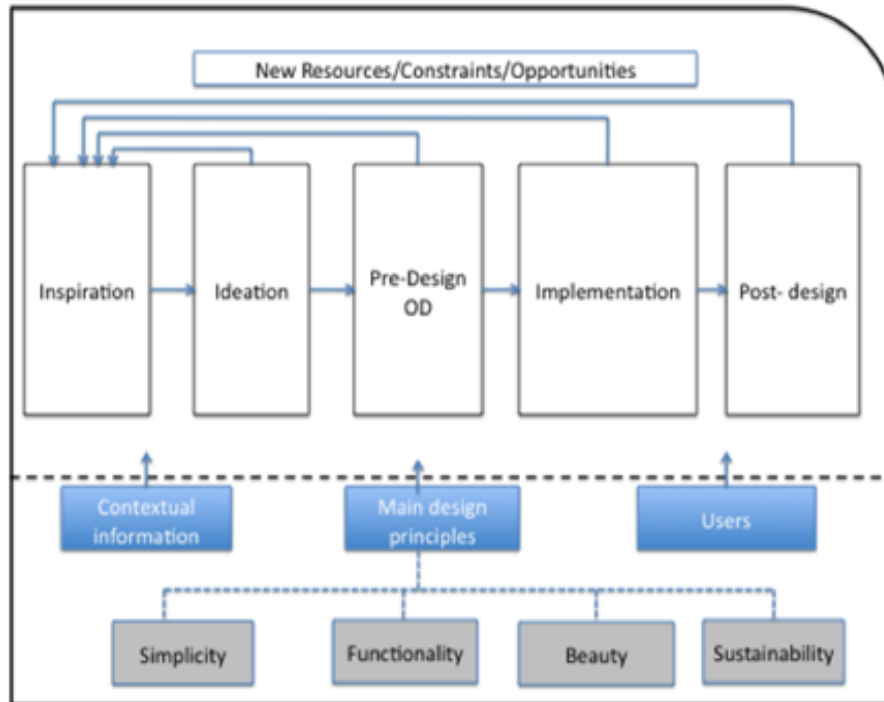 New Resources/Constraints/Opportunities
Inspiration
Ideation
Pre-Design
OD
Implementation
Post- design
Contextual
information
Main design
principles
Users
Simplicity
Functionality
Beauty
Sustainability